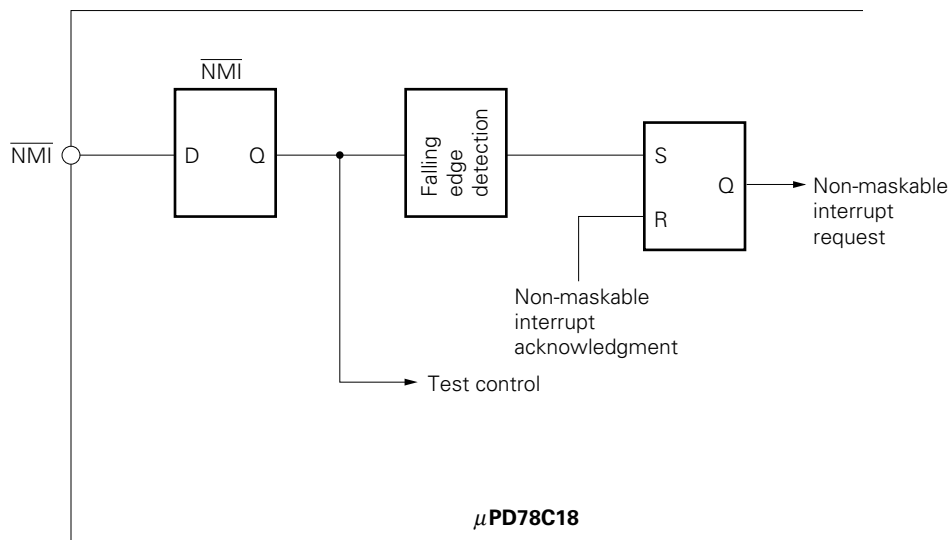 NMI
NMI
D Q
Falling
edge
detection
S
R
Q
Non-maskable
interrupt
request
Non-maskable
interrupt
acknowledgment
Test control
μPD78C18